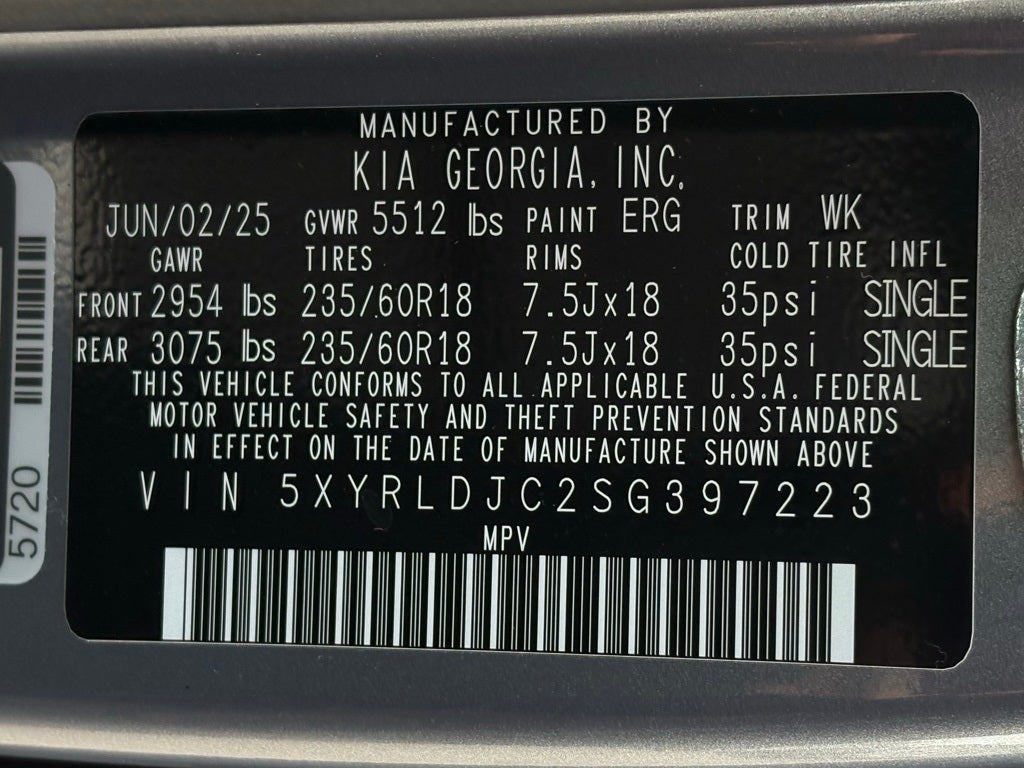 MANUFACTURED BY
KIA GEORGIA, INC.
JUN/02/25 GVWR 5512 lbs PAINT ERG TRIM WK
GAWR TIRES RIMS COLD TIRE INFL
FRONT 2954 lbs 235/60R18 7.5Jx18 35psi SINGLE
REAR 3075 lbs 235/60R18 7.5Jx18 35psi SINGLE
THIS VEHICLE CONFORMS TO ALL APPLICABLE U.S.A. FEDERAL
MOTOR VEHICLE SAFETY AND THEFT PREVENTION STANDARDS
IN EFFECT ON THE DATE OF MANUFACTURE SHOWN ABOVE
VIN 5XYRLDJC2SG397223
MPV
5720